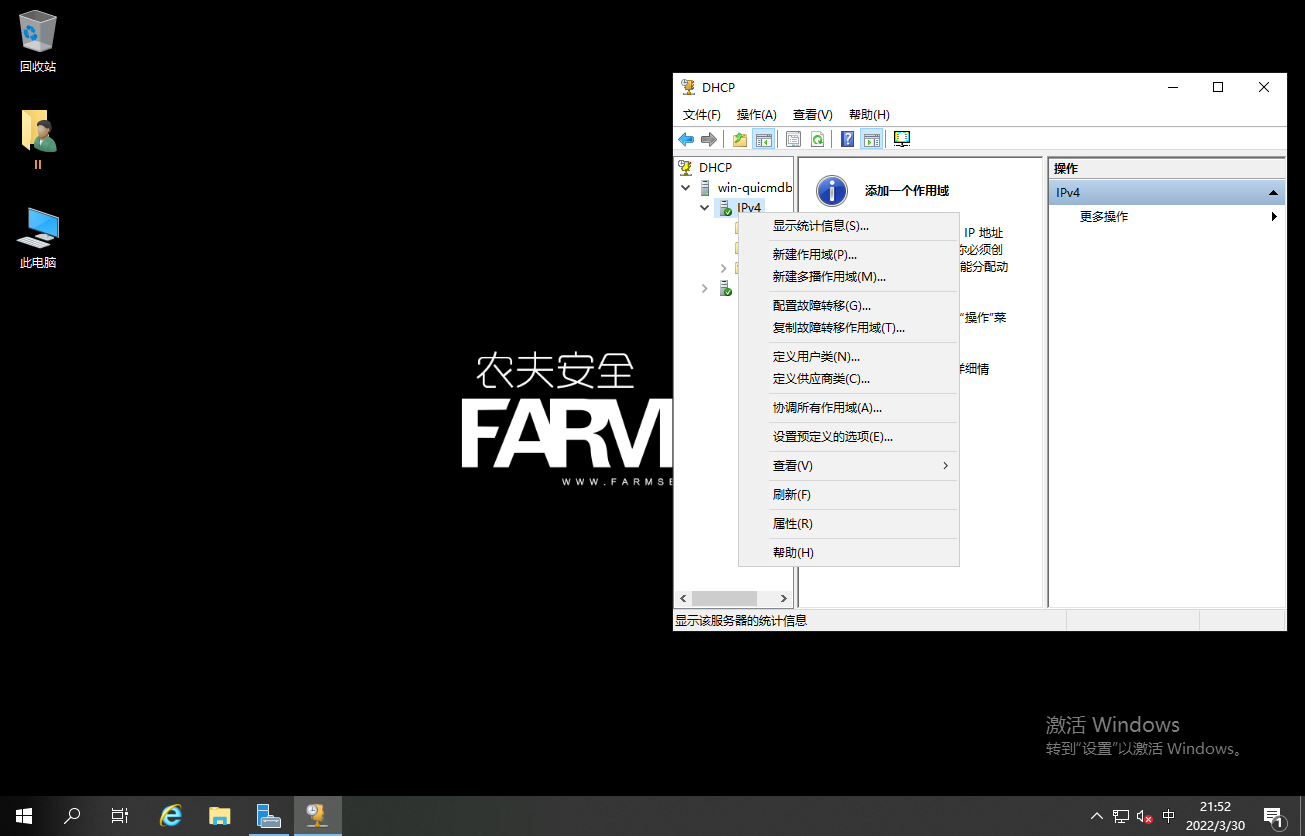 回收站
II
此电脑
农夫安全
FARM
WWW.FARMSE
DHCP
文件(F) 操作(A) 查看(V) 帮助(H)
DHCP
win-quicmdb
IPv4
添加一个作用域
IP 地址
你必须创
能分配动
“操作”菜
详细情
显示统计信息(S)...
新建作用域(P)...
新建多播作用域(M)...
配置故障转移(G)...
复制故障转移作用域(T)...
定义用户类(N)...
定义供应商类(C)...
协调所有作用域(A)...
设置预定义的选项(E)...
查看(V)
刷新(F)
属性(R)
帮助(H)
操作
IPv4
更多操作
显示该服务器的统计信息
激活 Windows
转到“设置”以激活 Windows。
中
21:52
2022/3/30
1